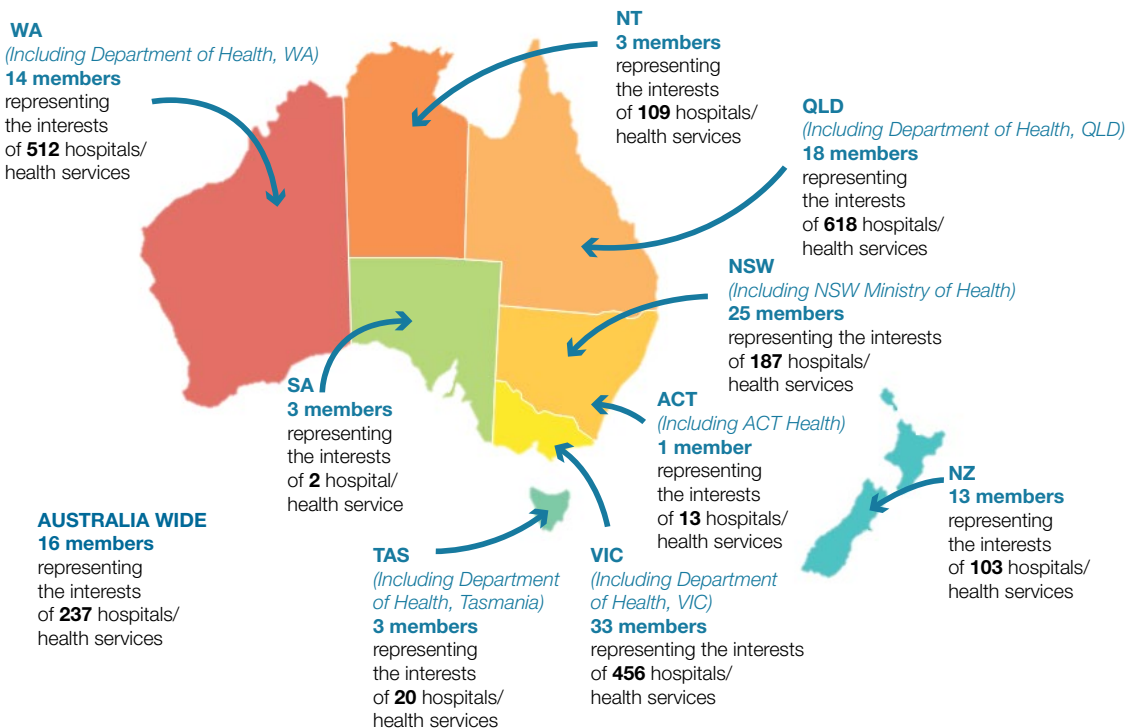 WA
(Including Department of Health, WA)
14 members
representing
the interests
of 512 hospitals/
health services
NT
3 members
representing
the interests
of 109 hospitals/
health services
QLD
(Including Department of Health, QLD)
18 members
representing
the interests
of 618 hospitals/
health services
NSW
(Including NSW Ministry of Health)
25 members
representing the interests
of 187 hospitals/
health services
SA
3 members
representing
the interests
of 2 hospital/
health service
ACT
(Including ACT Health)
1 member
representing
the interests
of 13 hospitals/
health services
NZ
13 members
representing
the interests
of 103 hospitals/
health services
AUSTRALIA WIDE
16 members
representing
the interests
of 237 hospitals/
health services
TAS
(Including Department
of Health, Tasmania)
3 members
representing
the interests
of 20 hospitals/
health services
VIC
(Including Department
of Health, VIC)
33 members
representing the interests
of 456 hospitals/
health services